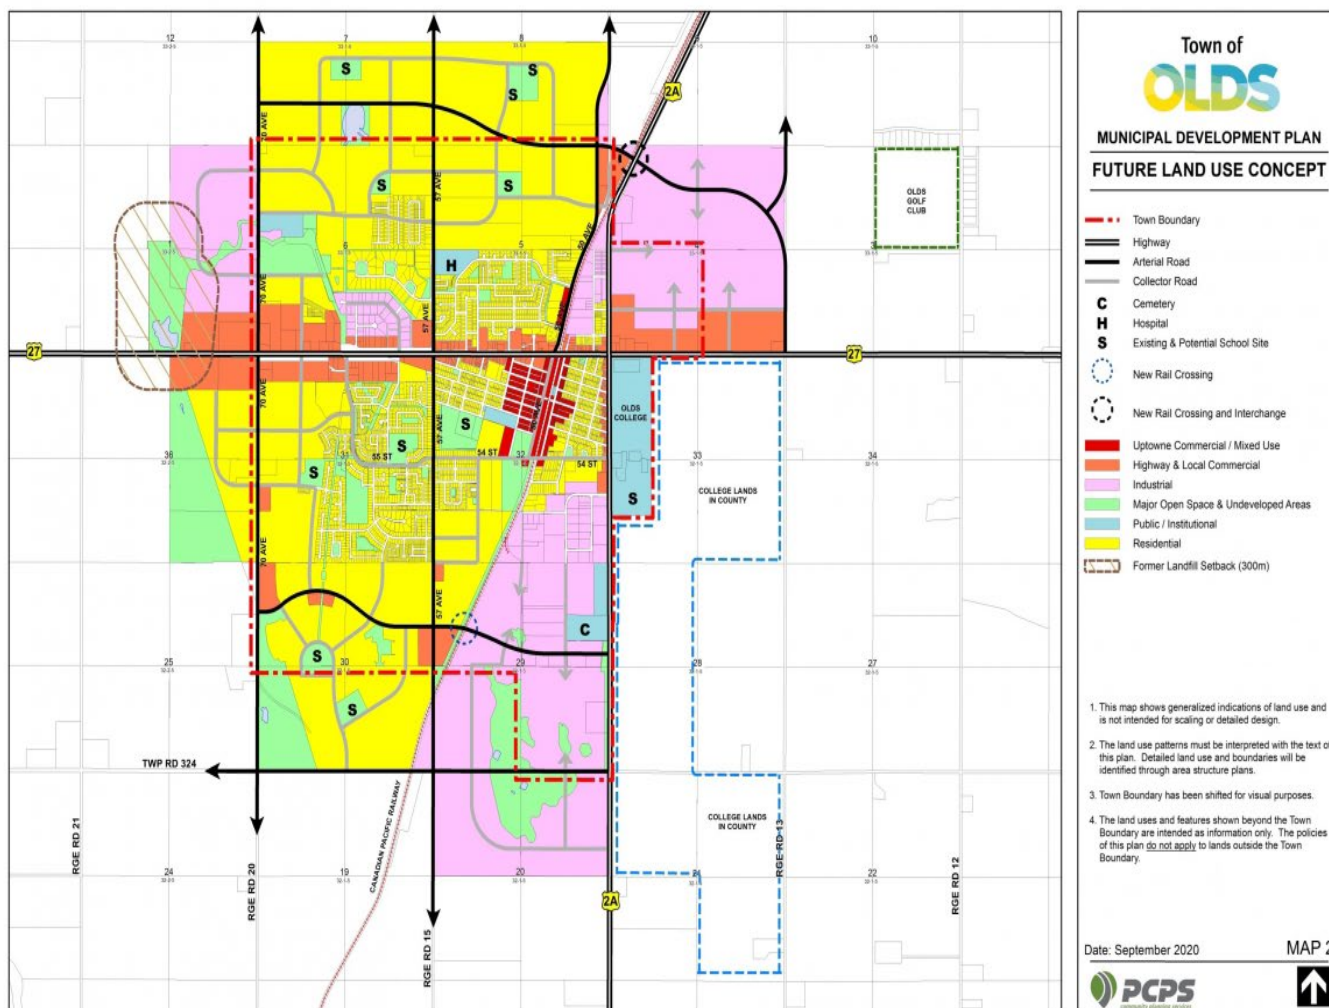 12
7
8
10
S
S
S
2A
70 AVE
57 AVE
S
S
OLDS
GOLF
CLUB
50 AVE
6
5
H
70 AVE
57 AVE
27
27
70 AVE
57 AVE
OLDS
COLLEGE
S
S
55 ST
54 ST
54 ST
36
31
32
33
34
S
S
COLLEGE LANDS
IN COUNTY
70 AVE
57 AVE
C
25
S
30
29
28
27
S
TWP RD 324
CANADIAN PACIFIC RAILWAY
COLLEGE LANDS
IN COUNTY
RGE RD 21
RGE RD 20
RGE RD 15
RGE RD 13
RGE RD 12
24
19
20
22
2A
Town of
OLDS
MUNICIPAL DEVELOPMENT PLAN
FUTURE LAND USE CONCEPT
Town Boundary
Highway
Arterial Road
Collector Road
C Cemetery
H Hospital
S Existing & Potential School Site
New Rail Crossing
New Rail Crossing and Interchange
Uptowne Commercial / Mixed Use
Highway & Local Commercial
Industrial
Major Open Space & Undeveloped Areas
Public / Institutional
Residential
Former Landfill Setback (300m)
1. This map shows generalized indications of land use and
is not intended for scaling or detailed design.
2. The land use patterns must be interpreted with the text of
this plan. Detailed land use and boundaries will be
identified through area structure plans.
3. Town Boundary has been shifted for visual purposes.
4. The land uses and features shown beyond the Town
Boundary are intended as information only. The policies
of this plan do not apply to lands outside the Town
Boundary.
Date: September 2020 MAP 2
PCPS
community planning services